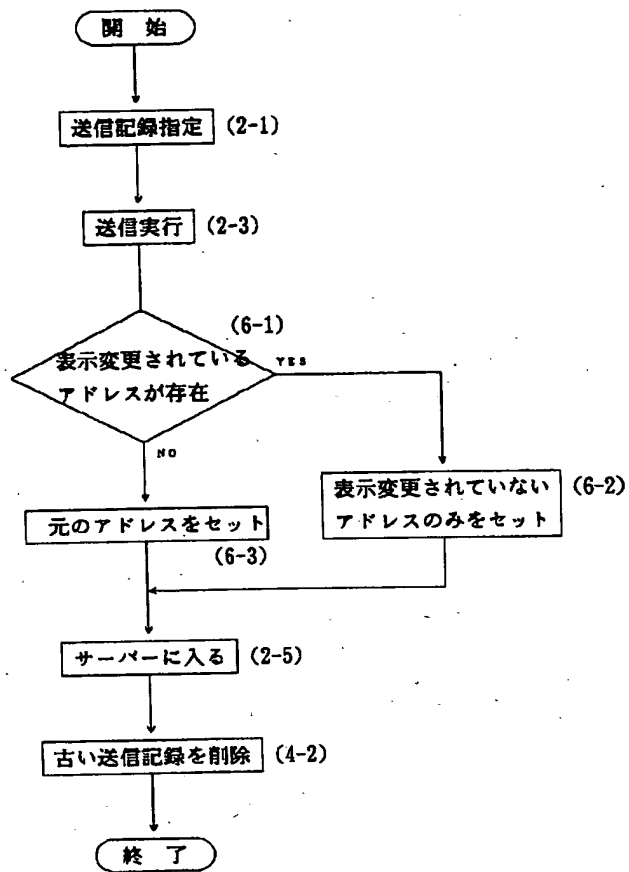 開始
送信記録指定 (2-1)
送信実行 (2-3)
(6-1)
表示変更されている YES
アドレスが存在
NO
表示変更されていない (6-2)
アドレスのみをセット
元のアドレスをセット
(6-3)
サーバーに入る (2-5)
古い送信記録を削除 (4-2)
終了